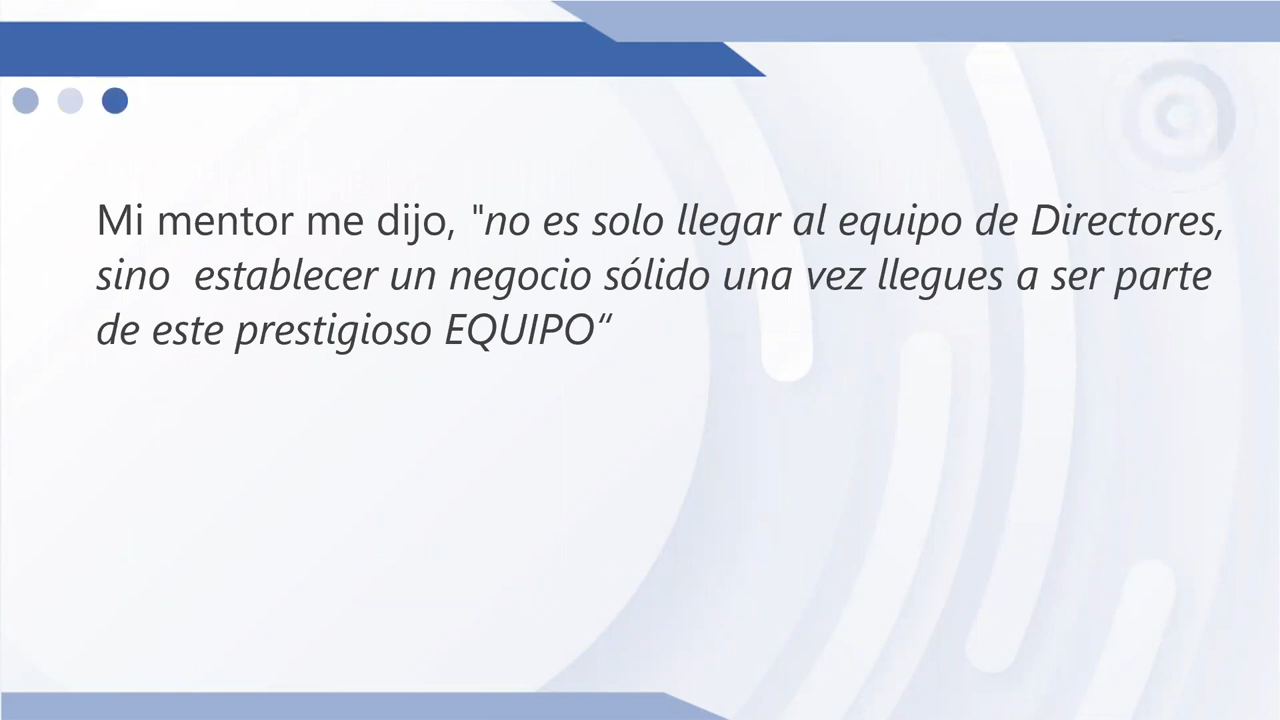 Mi mentor me dijo, "no es solo llegar al equipo de Directores,
sino  establecer un negocio sólido una vez llegues a ser parte
de este prestigioso EQUIPO“